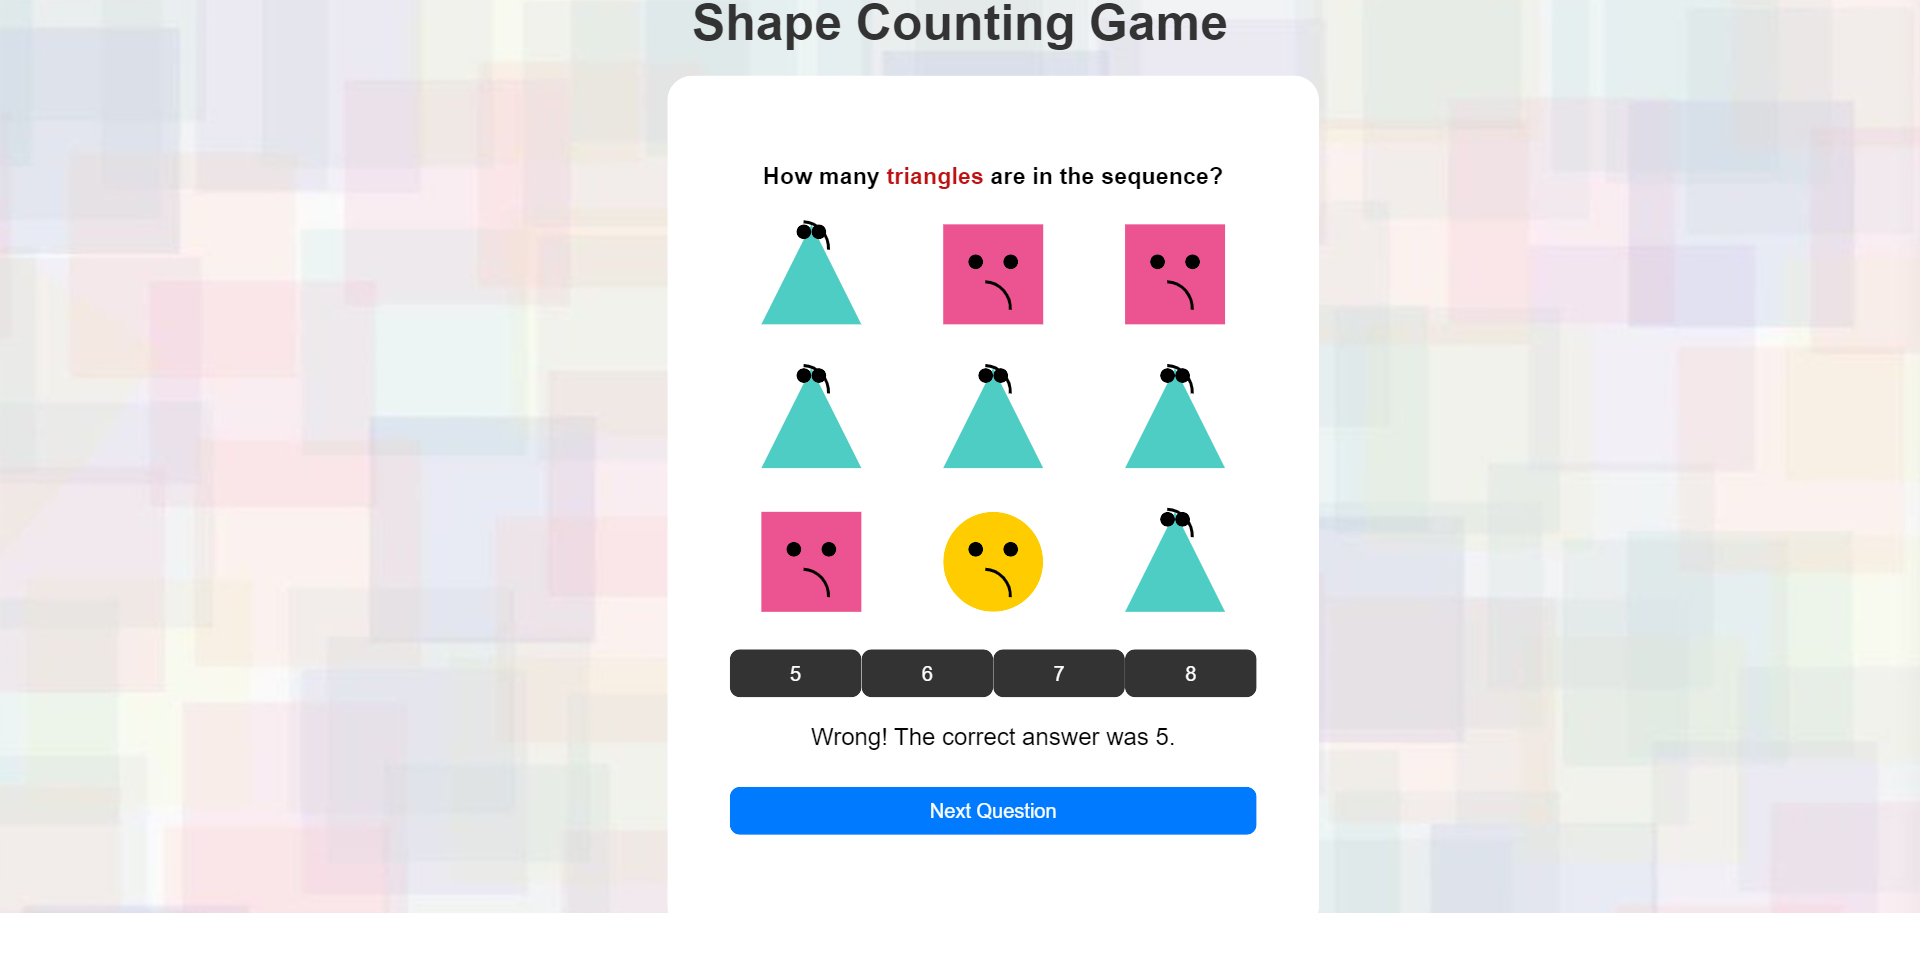 Shape Counting Game
How many triangles are in the sequence?
5
6
7
8
Wrong! The correct answer was 5.
Next Question